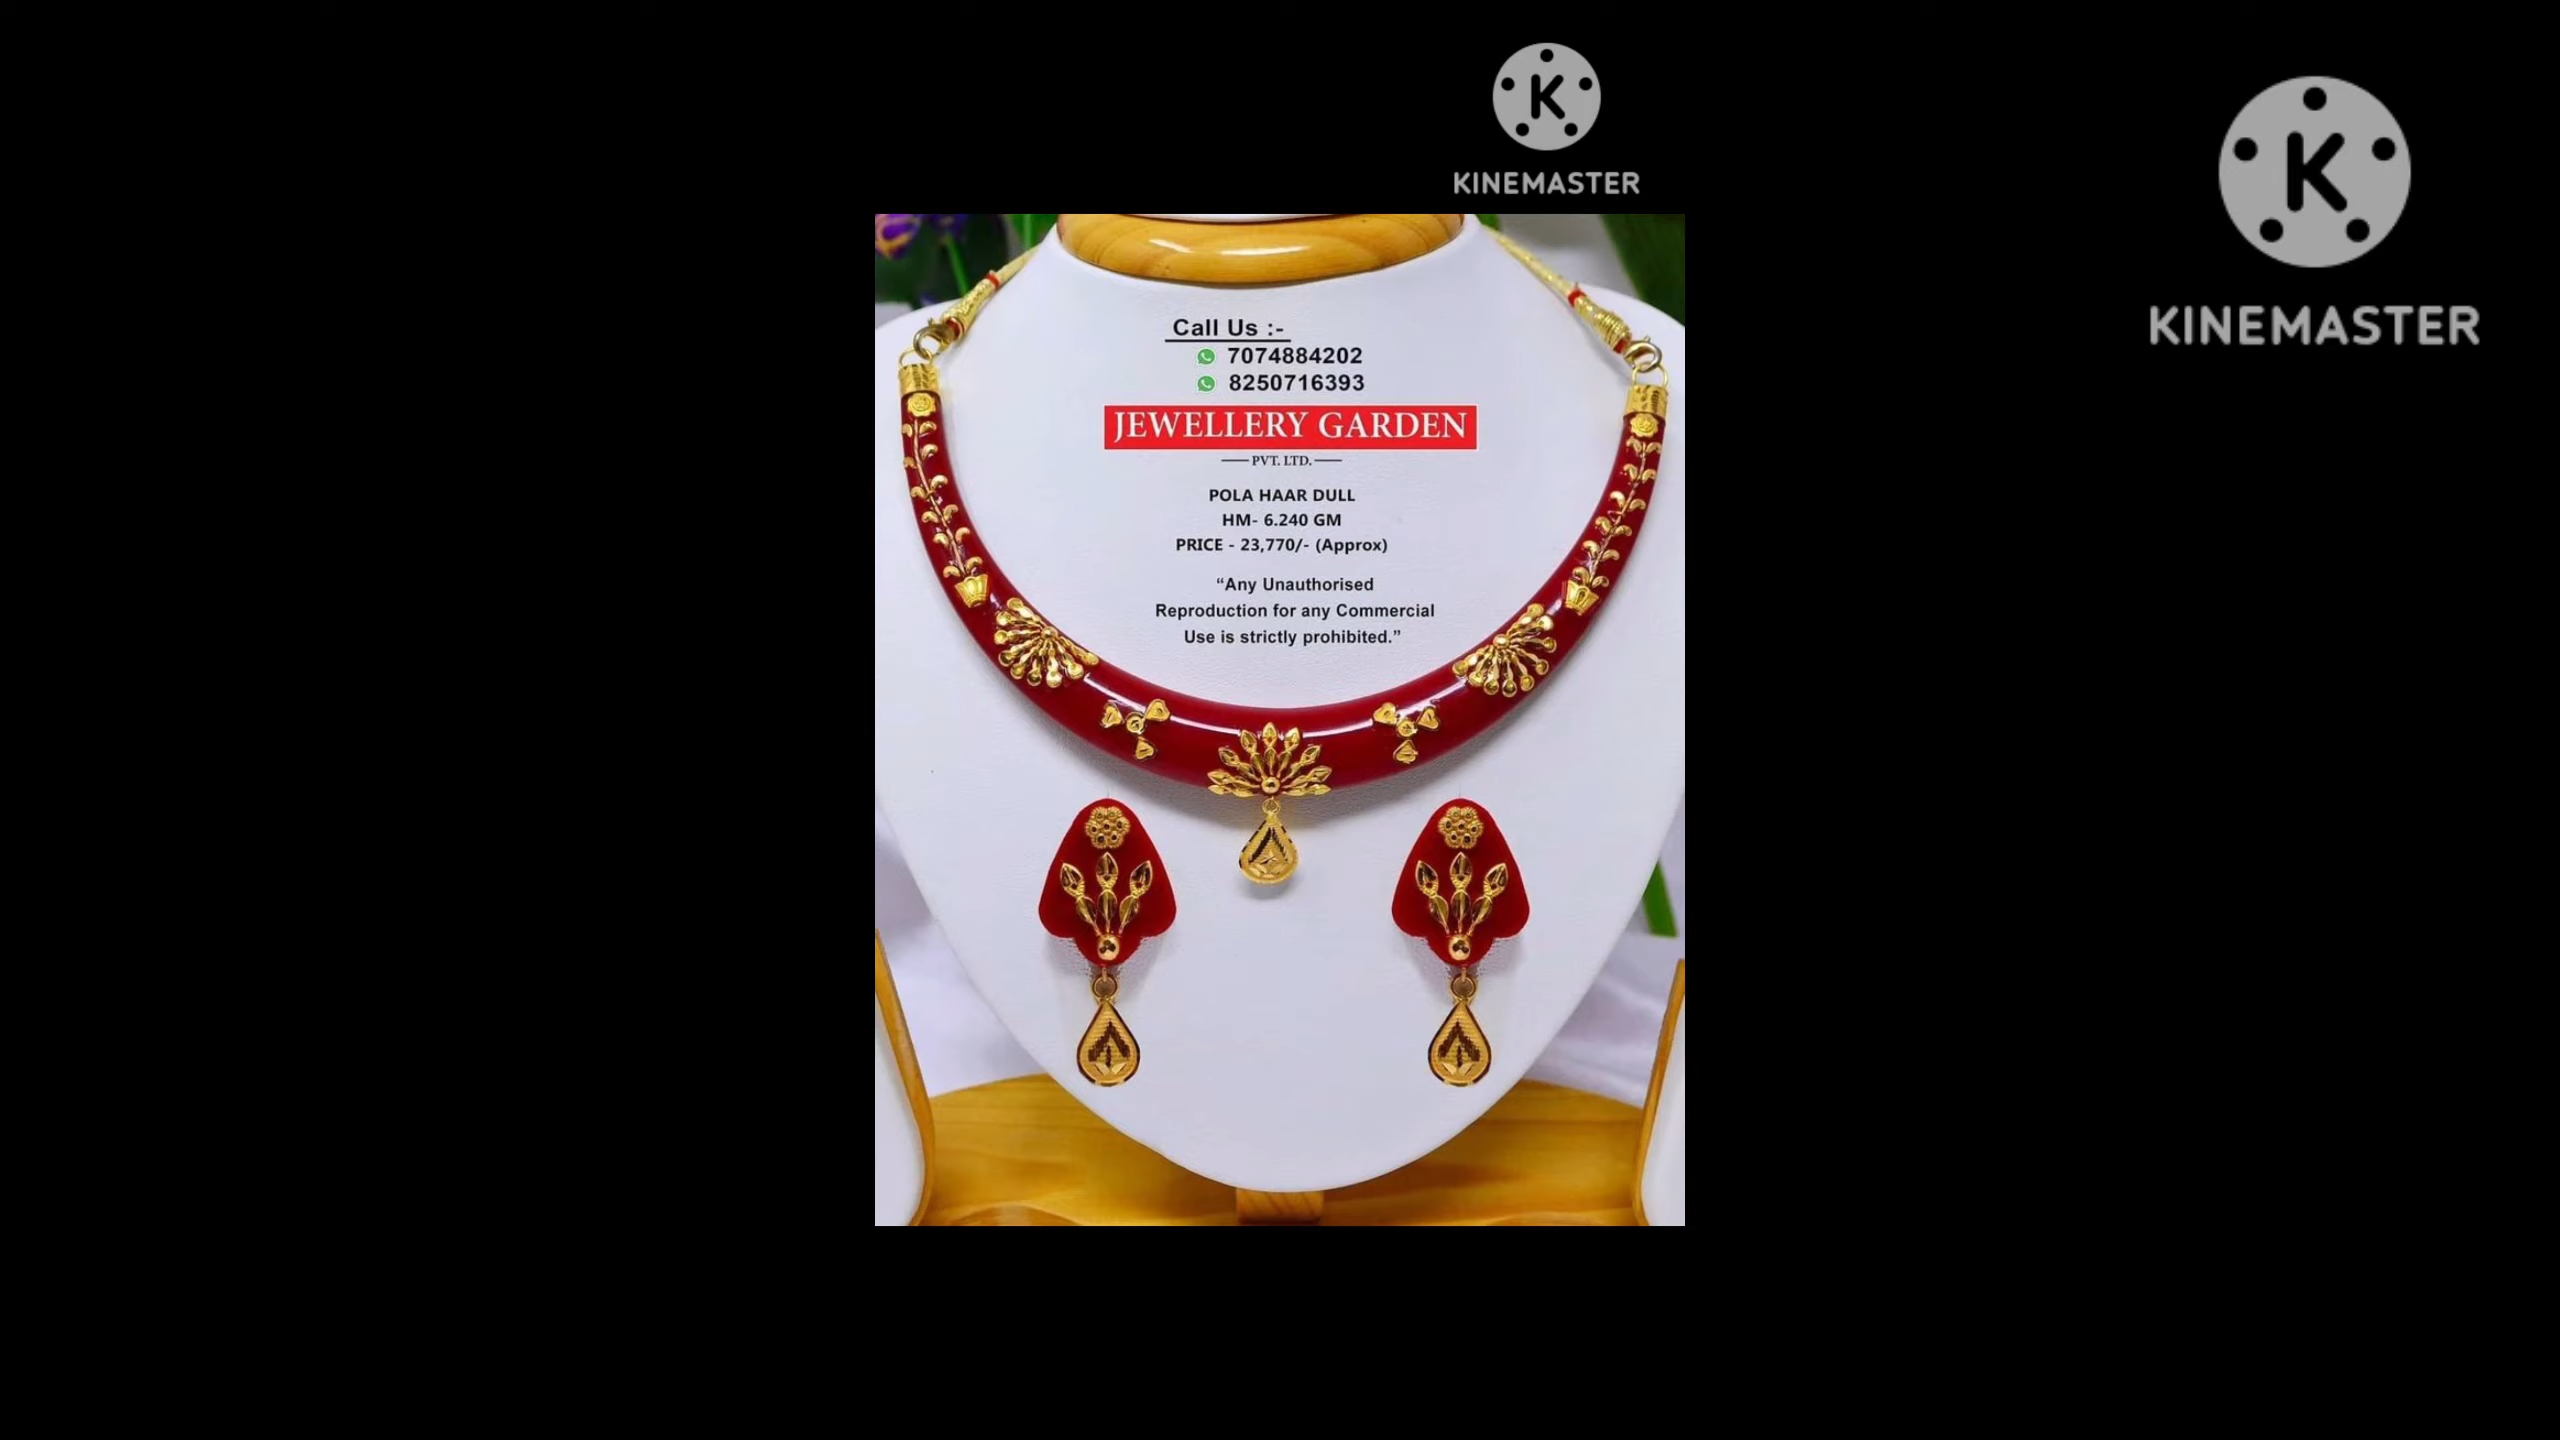 K
KINEMASTER
K
KINEMASTER
Call Us :-
7074884202
8250716393
JEWELLERY GARDEN
PVT. LTD.
POLA HAAR DULL
HM- 6.240 GM
PRICE - 23,770/- (Approx)
“Any Unauthorised
Reproduction for any Commercial
Use is strictly prohibited.”